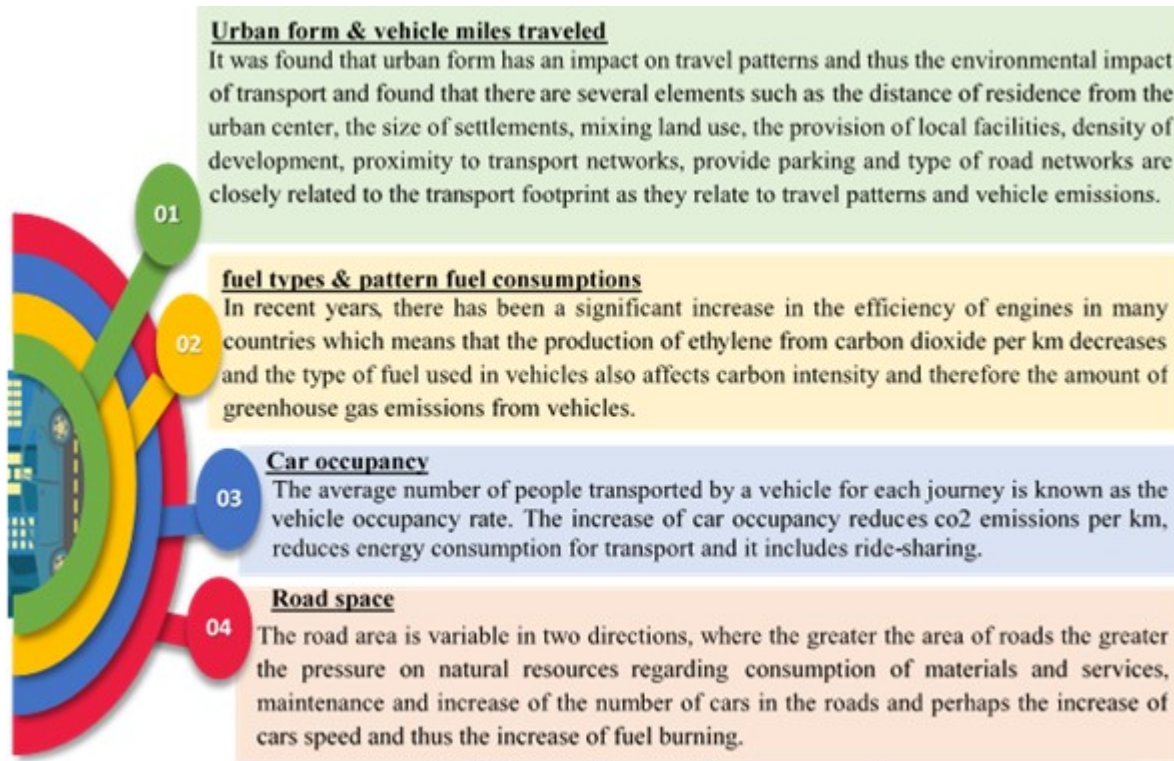 Urban form & vehicle miles traveled
It was found that urban form has an impact on travel patterns and thus the environmental impact
of transport and found that there are several elements such as the distance of residence from the
urban center, the size of settlements, mixing land use, the provision of local facilities, density of
development, proximity to transport networks, provide parking and type of road networks are
closely related to the transport footprint as they relate to travel patterns and vehicle emissions.
01
fuel types & pattern fuel consumptions
In recent years, there has been a significant increase in the efficiency of engines in many
countries which means that the production of ethylene from carbon dioxide per km decreases
and the type of fuel used in vehicles also affects carbon intensity and therefore the amount of
greenhouse gas emissions from vehicles.
02
Car occupancy
The average number of people transported by a vehicle for each journey is known as the
vehicle occupancy rate. The increase of car occupancy reduces co2 emissions per km,
reduces energy consumption for transport and it includes ride-sharing.
03
Road space
The road area is variable in two directions, where the greater the area of roads the greater
the pressure on natural resources regarding consumption of materials and services,
maintenance and increase of the number of cars in the roads and perhaps the increase of
cars speed and thus the increase of fuel burning.
04